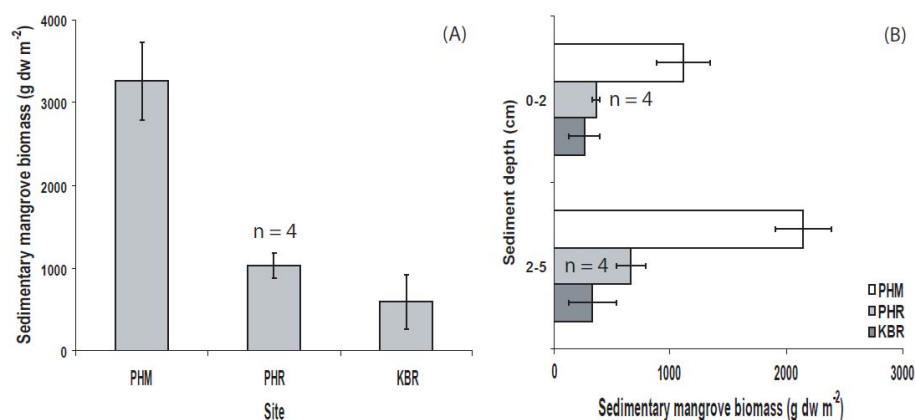 (A)
Sedimentary mangrove biomass (g dw m-2)
4000
3000
2000
1000
0
n = 4
PHM
PHR
KBR
Site
(B)
Sediment depth (cm)
0-2
n = 4
2-5
n = 4
PHM
PHR
KBR
0
1000
2000
3000
Sedimentary mangrove biomass (g dw m-2)